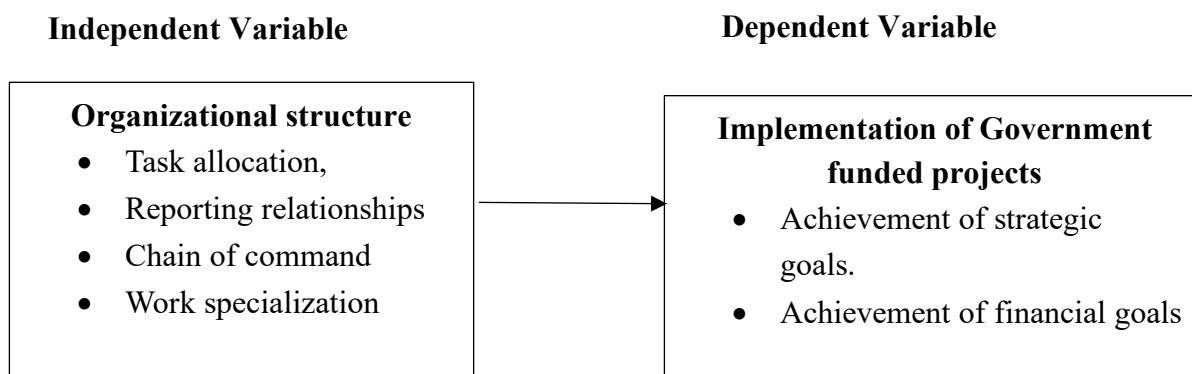 Independent Variable
Dependent Variable
Organizational structure
• Task allocation,
• Reporting relationships
• Chain of command
• Work specialization
Implementation of Government
funded projects
• Achievement of strategic
goals.
• Achievement of financial goals